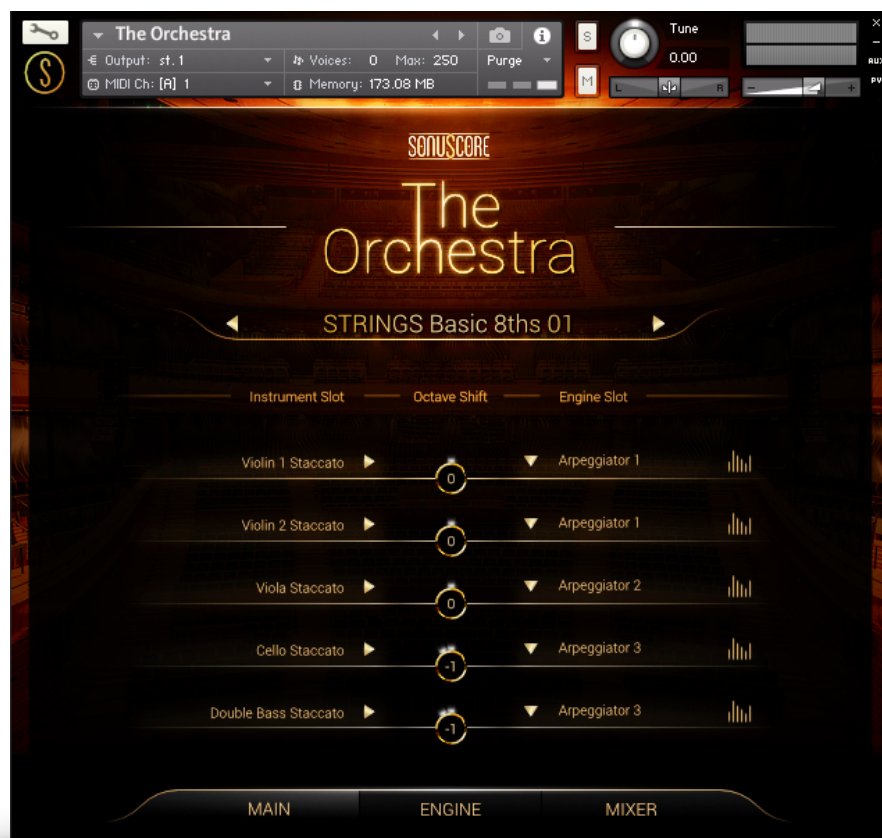 The Orchestra
S
Tune
Output: st. 1
Voices: 0 Max: 250
Purge
0.00
AUX
MIDI Ch: [A] 1
Memory: 173.08 MB
M
L R
- +
PV
SONUSCORE
The
Orchestra
STRINGS Basic 8ths 01
Instrument Slot Octave Shift Engine Slot
Violin 1 Staccato 0 Arpeggiator 1
Violin 2 Staccato 0 Arpeggiator 1
Viola Staccato 0 Arpeggiator 2
Cello Staccato -1 Arpeggiator 3
Double Bass Staccato -1 Arpeggiator 3
MAIN ENGINE MIXER